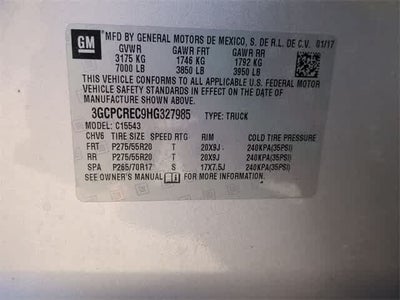 GM
MFD BY GENERAL MOTORS DE MEXICO, S. DE R.L. DE C.V. 01/17
GVWR GAWR FRT GAWR RR
3175 KG 1746 KG 1792 KG
7000 LB 3850 LB 3950 LB
THIS VEHICLE CONFORMS TO ALL APPLICABLE U.S. FEDERAL MOTOR
VEHICLE SAFETY STANDARDS IN EFFECT ON THE DATE OF
MANUFACTURE SHOWN ABOVE.
3GCPCREC9HG327985 TYPE: TRUCK
C15543
CHV6 TIRE SIZE SPEED RTG RIM COLD TIRE PRESSURE
FRT P275/55R20 T 20X9J 240KPA(35PSI)
RR P275/55R20 T 20X9J 240KPA(35PSI)
SPA P265/70R17 S 17X7.5J 240KPA(35PSI)
SEE OWNER'S MANUAL FOR MORE INFORMATION.